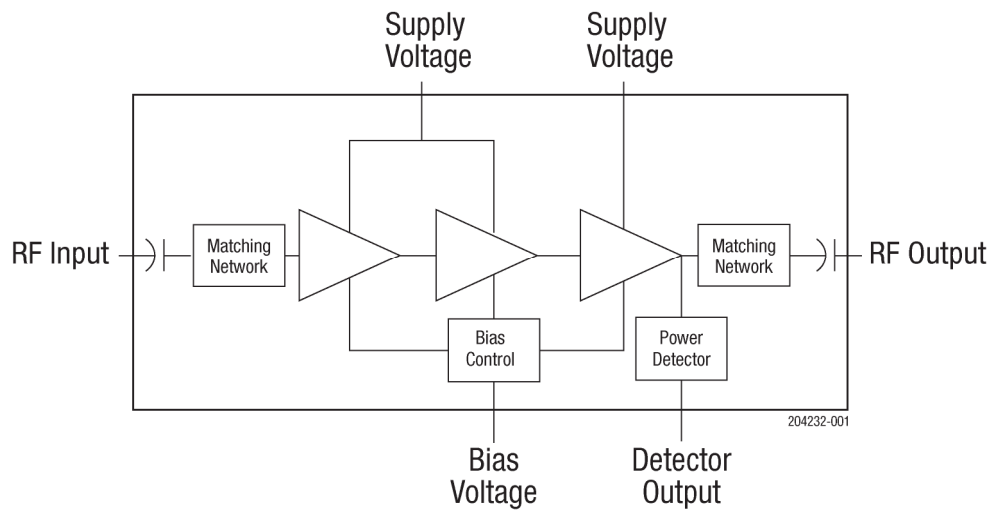 Supply
Voltage
Supply
Voltage
RF Input
Matching
Network
Matching
Network
RF Output
Bias
Control
Power
Detector
204232-001
Bias
Voltage
Detector
Output